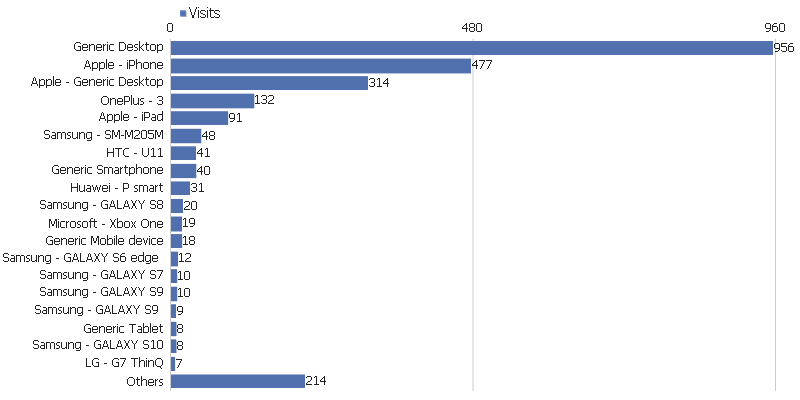 Visits
0 480 960
Generic Desktop 956
Apple - iPhone 477
Apple - Generic Desktop 314
OnePlus - 3 132
Apple - iPad 91
Samsung - SM-M205M 48
HTC - U11 41
Generic Smartphone 40
Huawei - P smart 31
Samsung - GALAXY S8 20
Microsoft - Xbox One 19
Generic Mobile device 18
Samsung - GALAXY S6 edge 12
Samsung - GALAXY S7 10
Samsung - GALAXY S9 10
Samsung - GALAXY S9 9
Generic Tablet 8
Samsung - GALAXY S10 8
LG - G7 ThinQ 7
Others 214